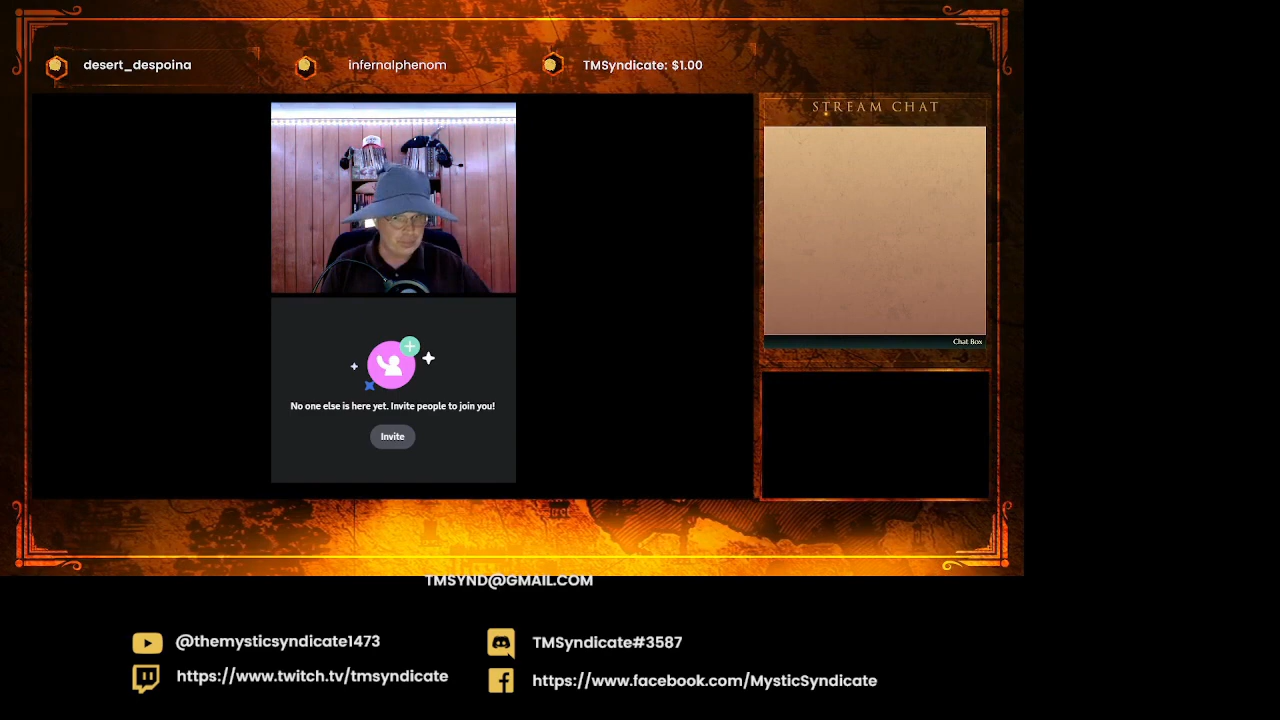 desert_despoina
infernalphenom
TMSyndicate: $1.00
STREAM CHAT
Chat Box
No one else is here yet. Invite people to join you!
Invite
TMSYND@GMAIL.COM
@themysticsyndicate1473
TMSyndicate#3587
https://www.twitch.tv/tmsyndicate
https://www.facebook.com/MysticSyndicate